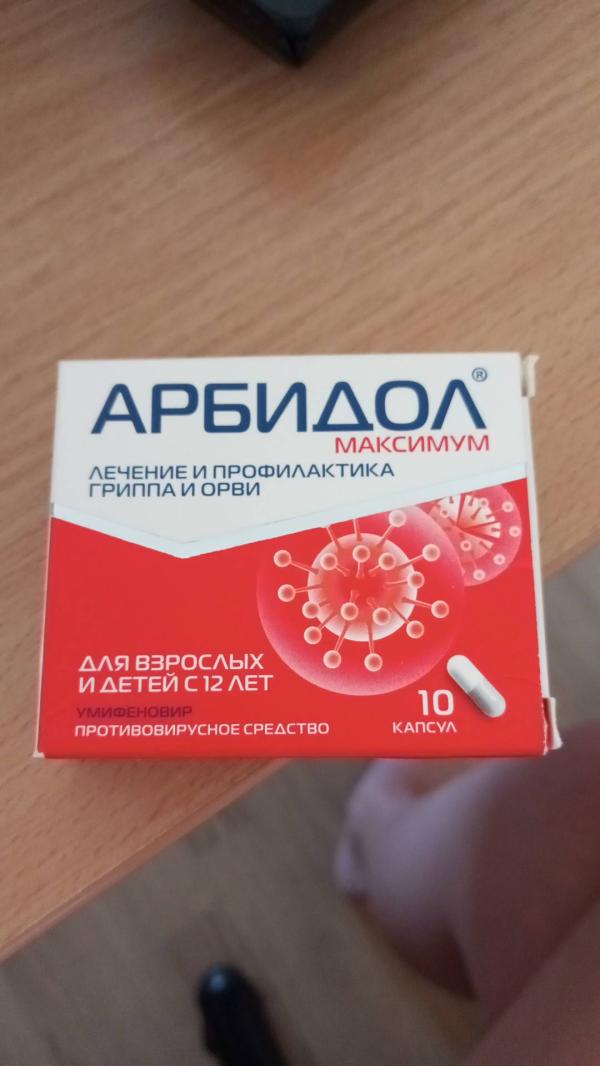 АРБИДОЛ®
МАКСИМУМ
ЛЕЧЕНИЕ И ПРОФИЛАКТИКА
ГРИППА И ОРВИ
ДЛЯ ВЗРОСЛЫХ
И ДЕТЕЙ С 12 ЛЕТ
УМИФЕНОВИР
ПРОТИВОВИРУСНОЕ СРЕДСТВО
10
КАПСУЛ